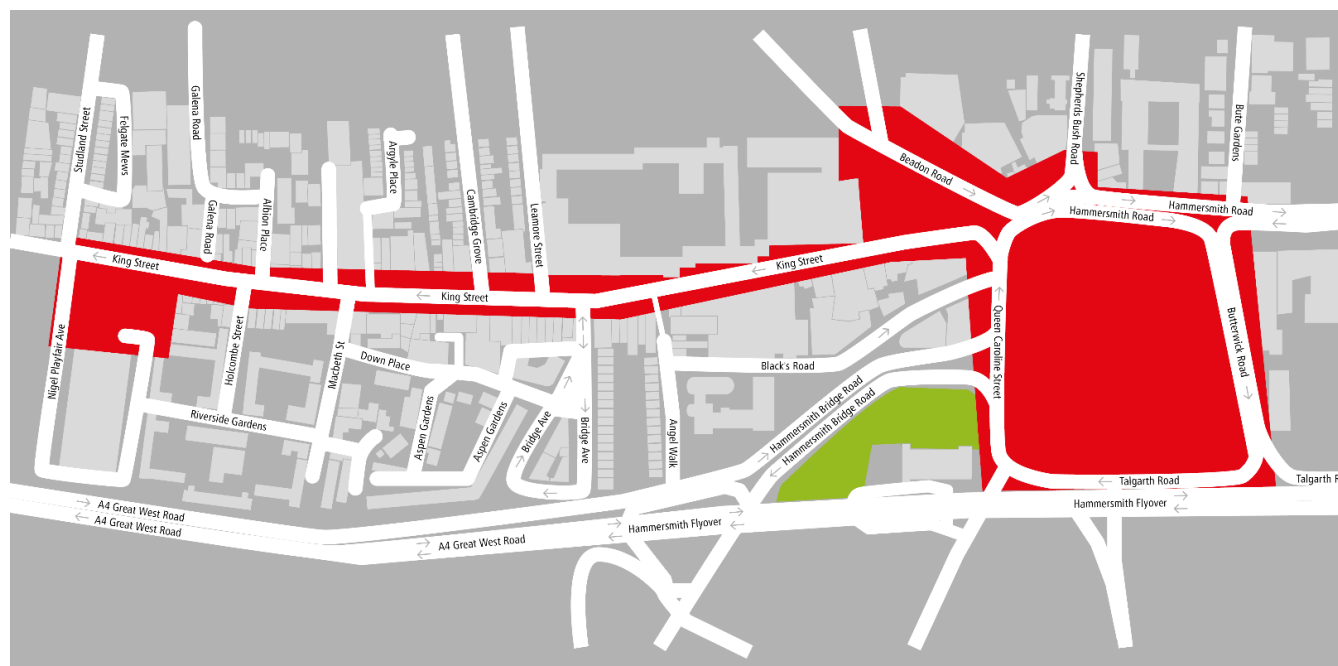 Studland Street
Felgate Mews
Galena Road
Galena Road
Albion Place
Argyle Place
Cambridge Grove
Leamore Street
Beadon Road
Shepherds Bush Road
Bute Gardens
Hammersmith Road
Hammersmith Road
King Street
King Street
King Street
Nigel Playfair Ave
Holcombe Street
Macbeth St
Down Place
Riverside Gardens
Aspen Gardens
Aspen Gardens
Bridge Ave
Bridge Ave
Angel Walk
Black's Road
Hammersmith Bridge Road
Hammersmith Bridge Road
Queen Caroline Street
Butterwick Road
Talgarth Road
Talgarth R
A4 Great West Road
A4 Great West Road
A4 Great West Road
Hammersmith Flyover
Hammersmith Flyover